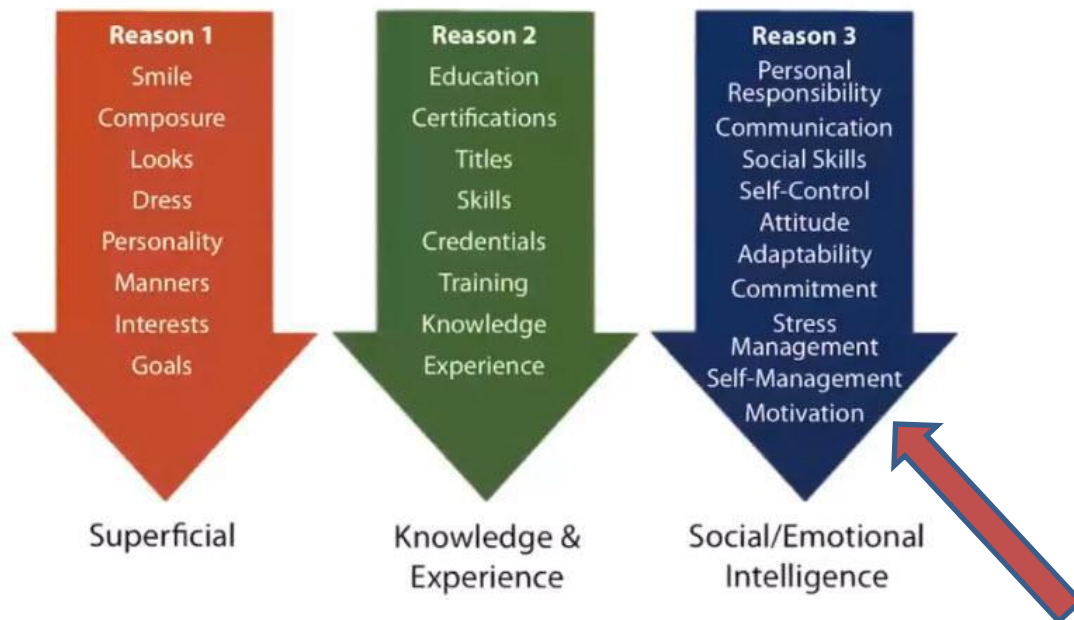 Reason 1
Smile
Composure
Looks
Dress
Personality
Manners
Interests
Goals
Superficial
Reason 2
Education
Certifications
Titles
Skills
Credentials
Training
Knowledge
Experience
Knowledge &
Experience
Reason 3
Personal
Responsibility
Communication
Social Skills
Self-Control
Attitude
Adaptability
Commitment
Stress
Management
Self-Management
Motivation
Social/Emotional
Intelligence